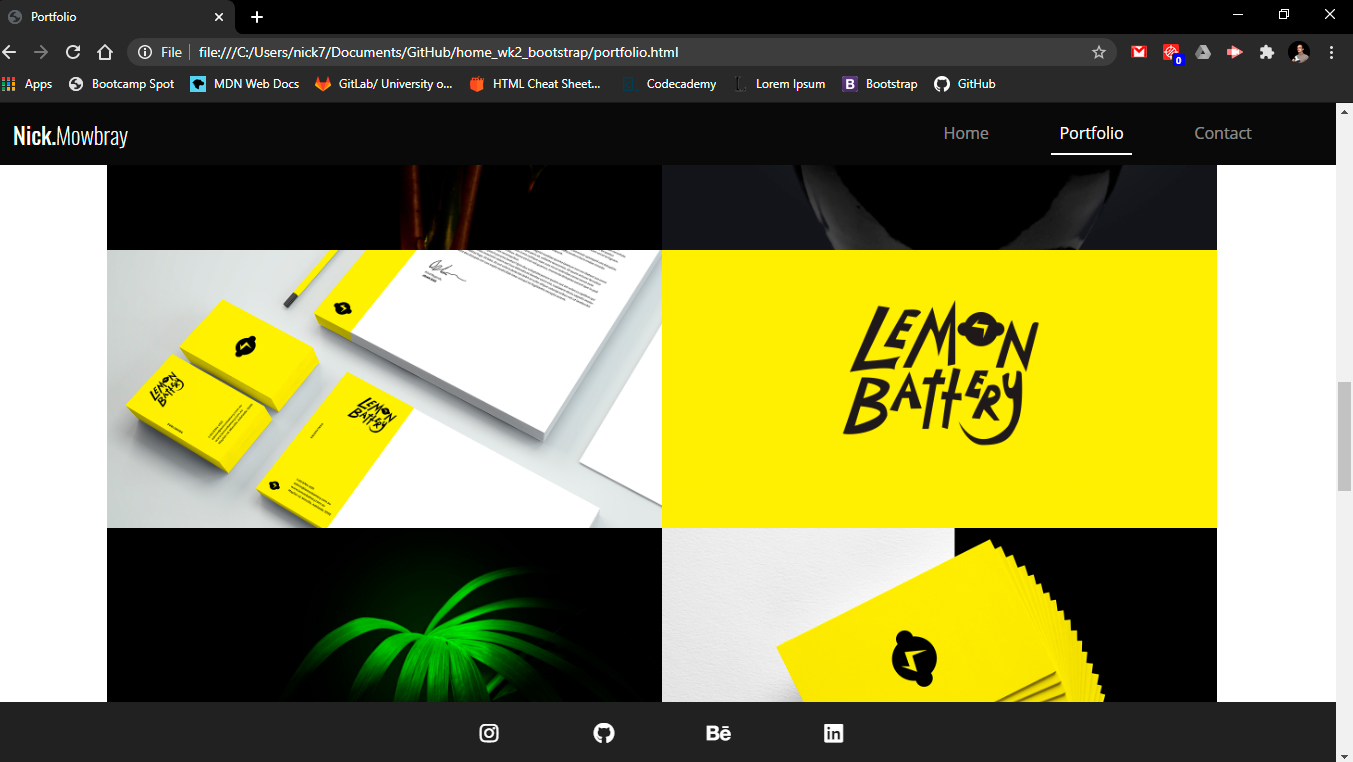 Portfolio
File
file:///C:/Users/nick7/Documents/GitHub/home_wk2_bootstrap/portfolio.html
0
Apps
Bootcamp Spot
MDN Web Docs
GitLab/ University o...
HTML Cheat Sheet...
Codecademy
Lorem Ipsum
B
Bootstrap
GitHub
Nick.Mowbray
Home
Portfolio
Contact
LEMON
BATTERY
LEMON
BATTERY
LEMON
BATTERY
Bē
in